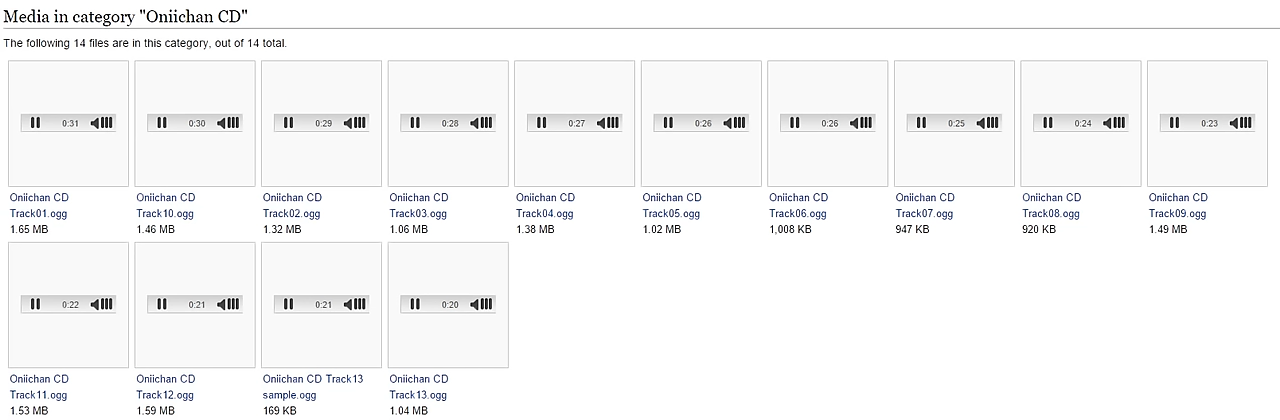 Media in category "Oniichan CD"
The following 14 files are in this category, out of 14 total.
0:31 0:30 0:29 0:28 0:27 0:26 0:26 0:25 0:24 0:23
Oniichan CD Oniichan CD Oniichan CD Oniichan CD Oniichan CD Oniichan CD Oniichan CD Oniichan CD Oniichan CD Oniichan CD
Track01.ogg Track10.ogg Track02.ogg Track03.ogg Track04.ogg Track05.ogg Track06.ogg Track07.ogg Track08.ogg Track09.ogg
1.65 MB 1.46 MB 1.32 MB 1.06 MB 1.38 MB 1.02 MB 1,008 KB 947 KB 920 KB 1.49 MB
0:22 0:21 0:21 0:20
Oniichan CD Oniichan CD Oniichan CD Track13 Oniichan CD
Track11.ogg Track12.ogg sample.ogg Track13.ogg
1.53 MB 1.59 MB 169 KB 1.04 MB